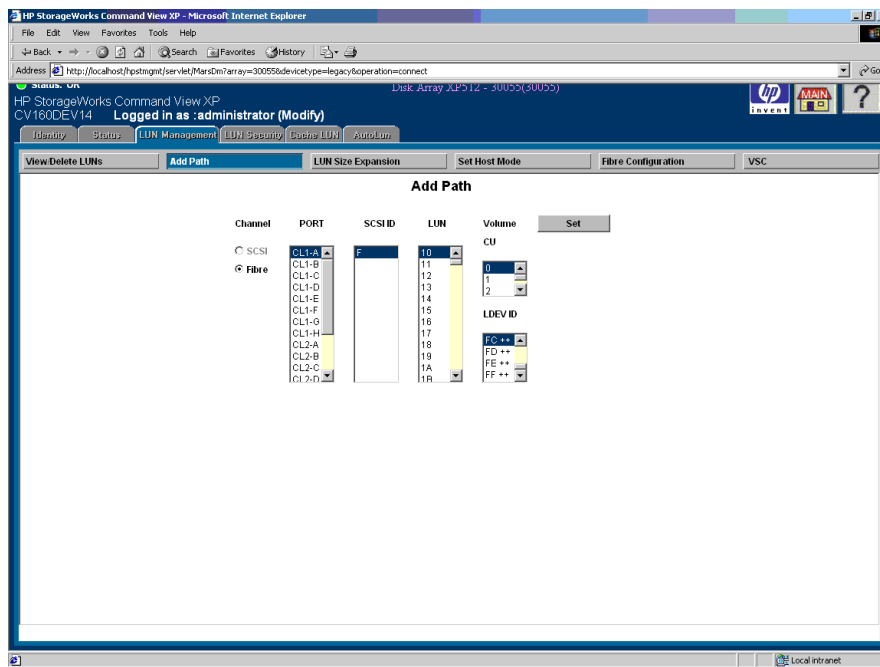 HP StorageWorks Command View XP - Microsoft Internet Explorer
File Edit View Favorites Tools Help
Back Search Favorites History
Address http://localhost/hpstmgmt/servlet/MarsDm?array=30055&devicetype=legacy&operation=connect Go
Status: OK Disk Array XP512 - 30055(30055)
HP StorageWorks Command View XP
CV160DEV14 Logged in as :administrator (Modify)
hp invent MAIN ?
Identity Status LUN Management LUN Security Cache LUN AutoLun
View/Delete LUNs Add Path LUN Size Expansion Set Host Mode Fibre Configuration VSC
Add Path
Channel PORT SCSI ID LUN Volume Set
CU
SCSI
Fibre
CL1-A
CL1-B
CL1-C
CL1-D
CL1-E
CL1-F
CL1-G
CL1-H
CL2-A
CL2-B
CL2-C
CL2-D
F
10
11
12
13
14
15
16
17
18
19
1A
1B
0
1
2
LDEV ID
FC ++
FD ++
FE ++
FF ++
Local intranet